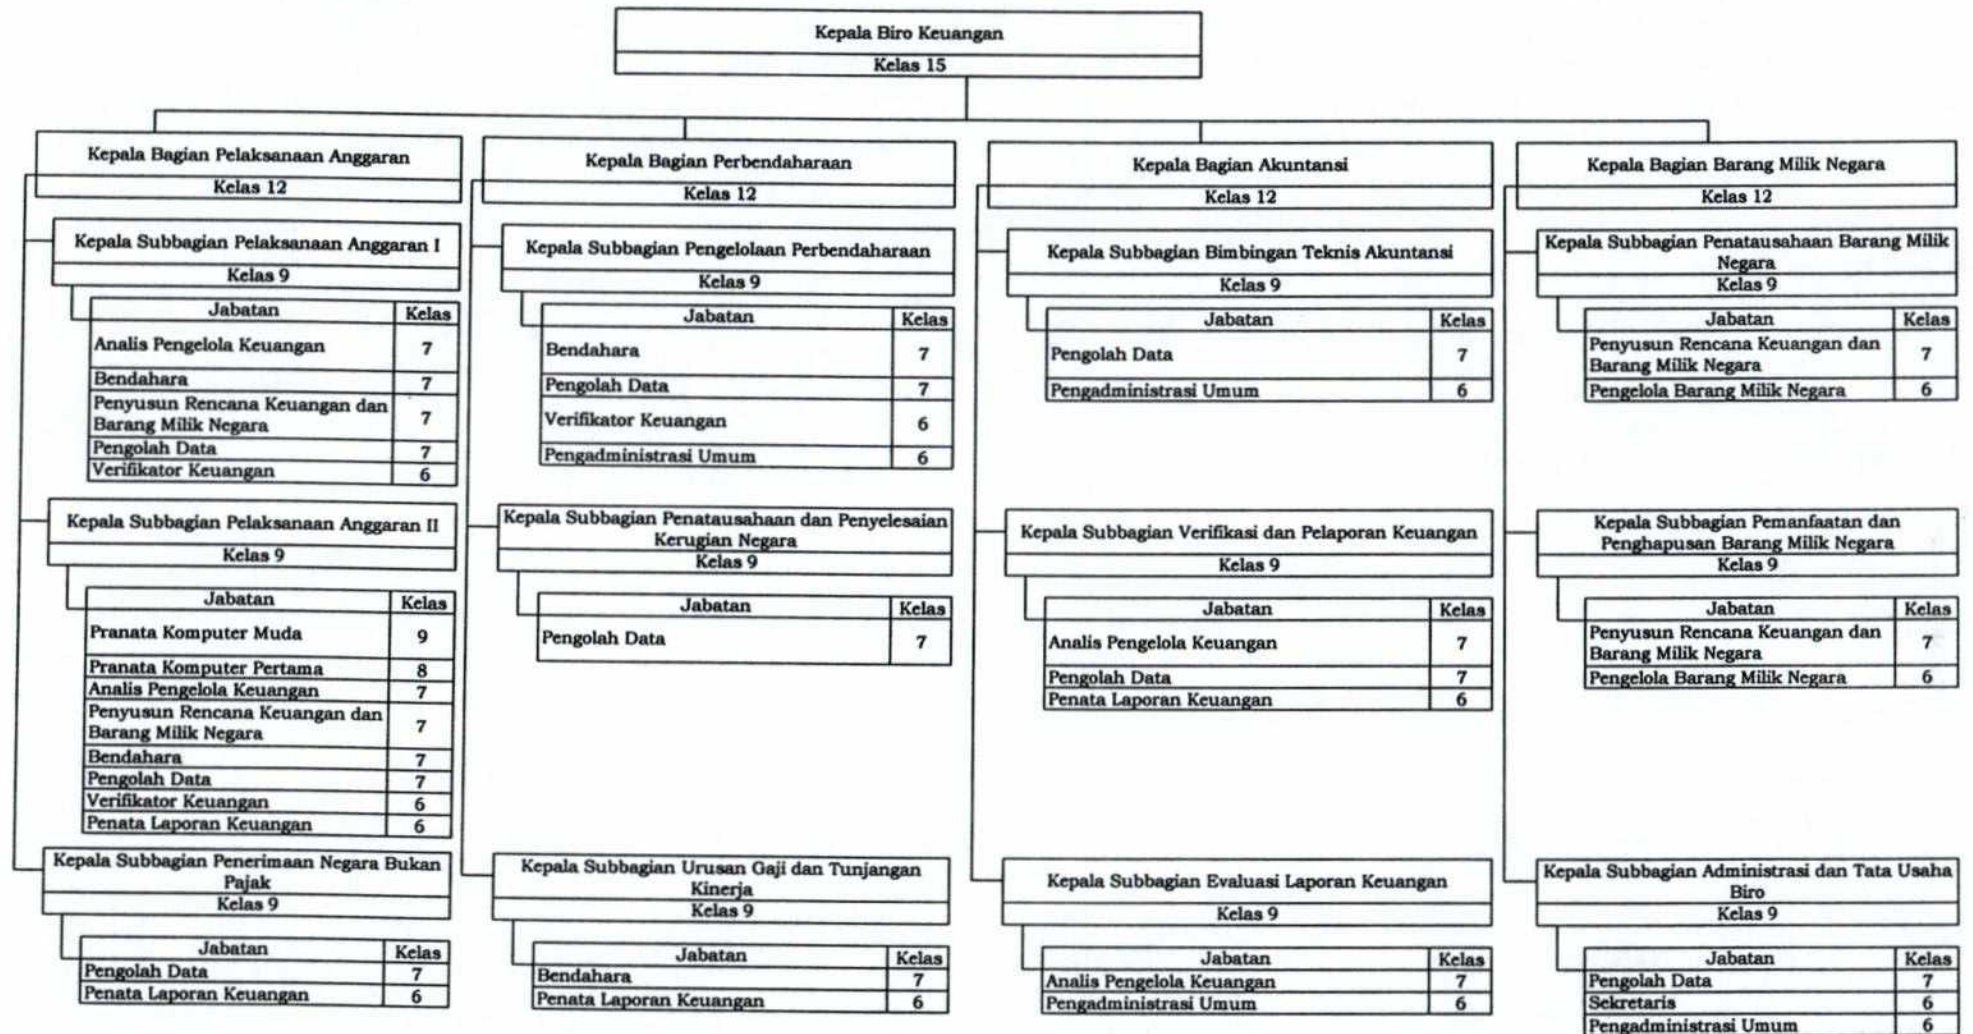 Kepala Biro Keuangan
Kelas 15
Kepala Bagian Pelaksanaan Anggaran
Kelas 12
Kepala Subbagian Pelaksanaan Anggaran I
Kelas 9
Jabatan Kelas
Analis Pengelola Keuangan 7
Bendahara 7
Penyusun Rencana Keuangan dan
Barang Milik Negara 7
Pengolah Data 7
Verifikator Keuangan 6
Kepala Subbagian Pelaksanaan Anggaran II
Kelas 9
Jabatan Kelas
Pranata Komputer Muda 9
Pranata Komputer Pertama 8
Analis Pengelola Keuangan 7
Penyusun Rencana Keuangan dan
Barang Milik Negara 7
Bendahara 7
Pengolah Data 7
Verifikator Keuangan 6
Penata Laporan Keuangan 6
Kepala Subbagian Penerimaan Negara Bukan
Pajak
Kelas 9
Jabatan Kelas
Pengolah Data 7
Penata Laporan Keuangan 6
Kepala Bagian Perbendaharaan
Kelas 12
Kepala Subbagian Pengelolaan Perbendaharaan
Kelas 9
Jabatan Kelas
Bendahara 7
Pengolah Data 7
Verifikator Keuangan 6
Pengadministrasi Umum 6
Kepala Subbagian Penatausahaan dan Penyelesaian
Kerugian Negara
Kelas 9
Jabatan Kelas
Pengolah Data 7
Kepala Subbagian Urusan Gaji dan Tunjangan
Kinerja
Kelas 9
Jabatan Kelas
Bendahara 7
Penata Laporan Keuangan 6
Kepala Bagian Akuntansi
Kelas 12
Kepala Subbagian Bimbingan Teknis Akuntansi
Kelas 9
Jabatan Kelas
Pengolah Data 7
Pengadministrasi Umum 6
Kepala Subbagian Verifikasi dan Pelaporan Keuangan
Kelas 9
Jabatan Kelas
Analis Pengelola Keuangan 7
Pengolah Data 7
Penata Laporan Keuangan 6
Kepala Subbagian Evaluasi Laporan Keuangan
Kelas 9
Jabatan Kelas
Analis Pengelola Keuangan 7
Pengadministrasi Umum 6
Kepala Bagian Barang Milik Negara
Kelas 12
Kepala Subbagian Penatausahaan Barang Milik
Negara
Kelas 9
Jabatan Kelas
Penyusun Rencana Keuangan dan
Barang Milik Negara 7
Pengelola Barang Milik Negara 6
Kepala Subbagian Pemanfaatan dan
Penghapusan Barang Milik Negara
Kelas 9
Jabatan Kelas
Penyusun Rencana Keuangan dan
Barang Milik Negara 7
Pengelola Barang Milik Negara 6
Kepala Subbagian Administrasi dan Tata Usaha
Biro
Kelas 9
Jabatan Kelas
Pengolah Data 7
Sekretaris 6
Pengadministrasi Umum 6